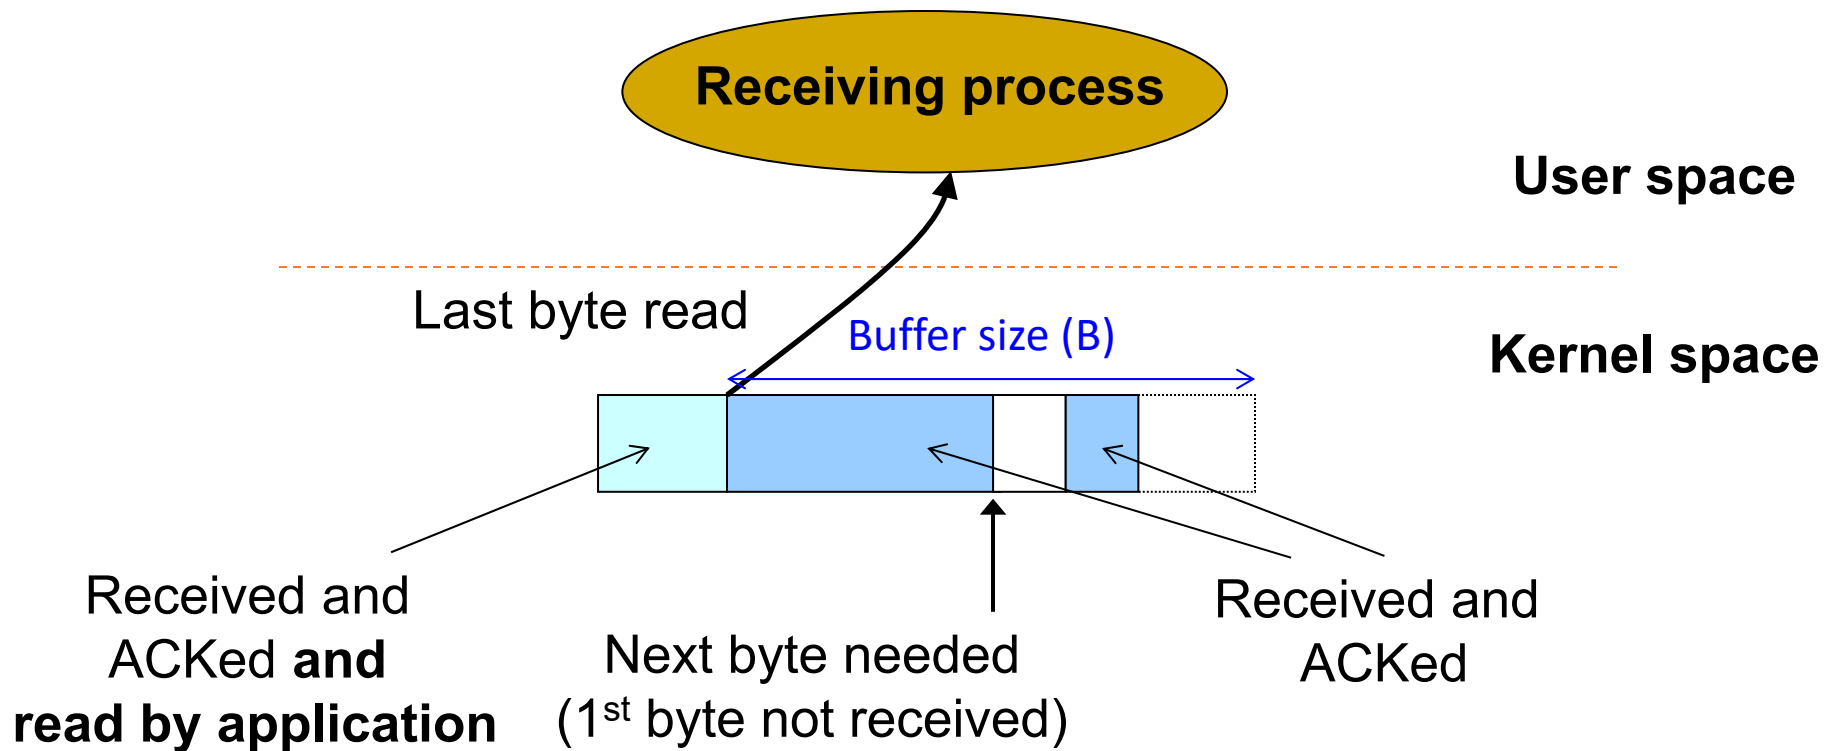 Receiving process
User space
Last byte read
Buffer size (B)
Kernel space
Received and
ACKed and
read by application
Next byte needed
(1st byte not received)
Received and
ACKed